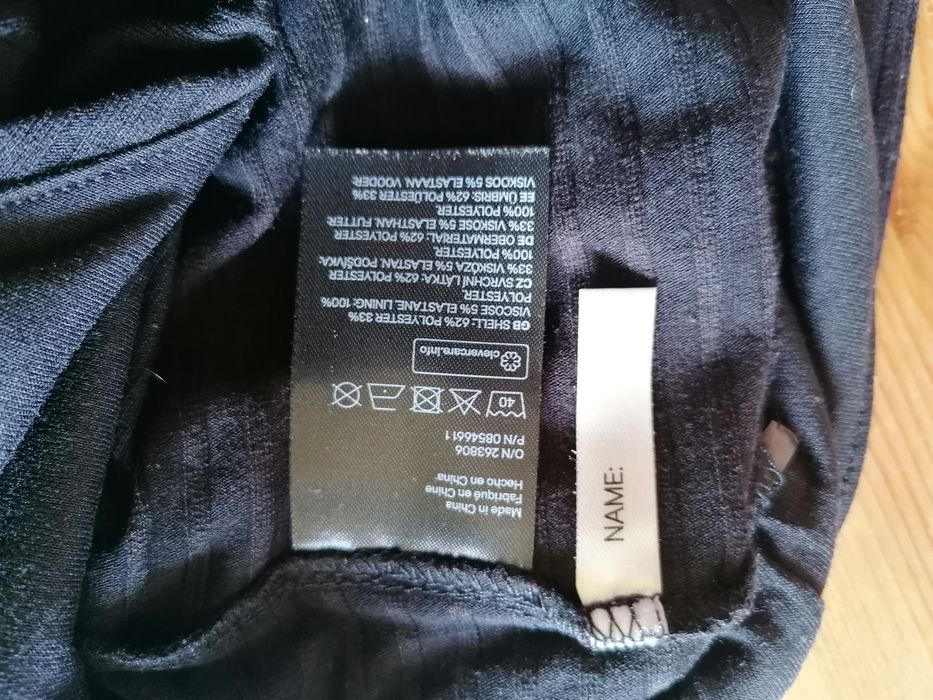 Made in China
Fabriqué en Chine
Hecho en China
O/N 263806
P/N 0854661 1
40
clevercare.info
GB SHELL: 62% POLYESTER 33%
VISCOSE 5% ELASTANE. LINING: 100%
POLYESTER.
CZ SVRCHNÍ LÁTKA: 62% POLYESTER
33% VISKÓZA 5% ELASTAN. PODŠÍVKA:
100% POLYESTER.
DE OBERMATERIAL: 62% POLYESTER
33% VISKOSE 5% ELASTHAN. FUTTER:
100% POLYESTER.
EE ÜMBRIS: 62% POLÜESTER 33%
VISKOOS 5% ELASTAAN. VOODER:
NAME: